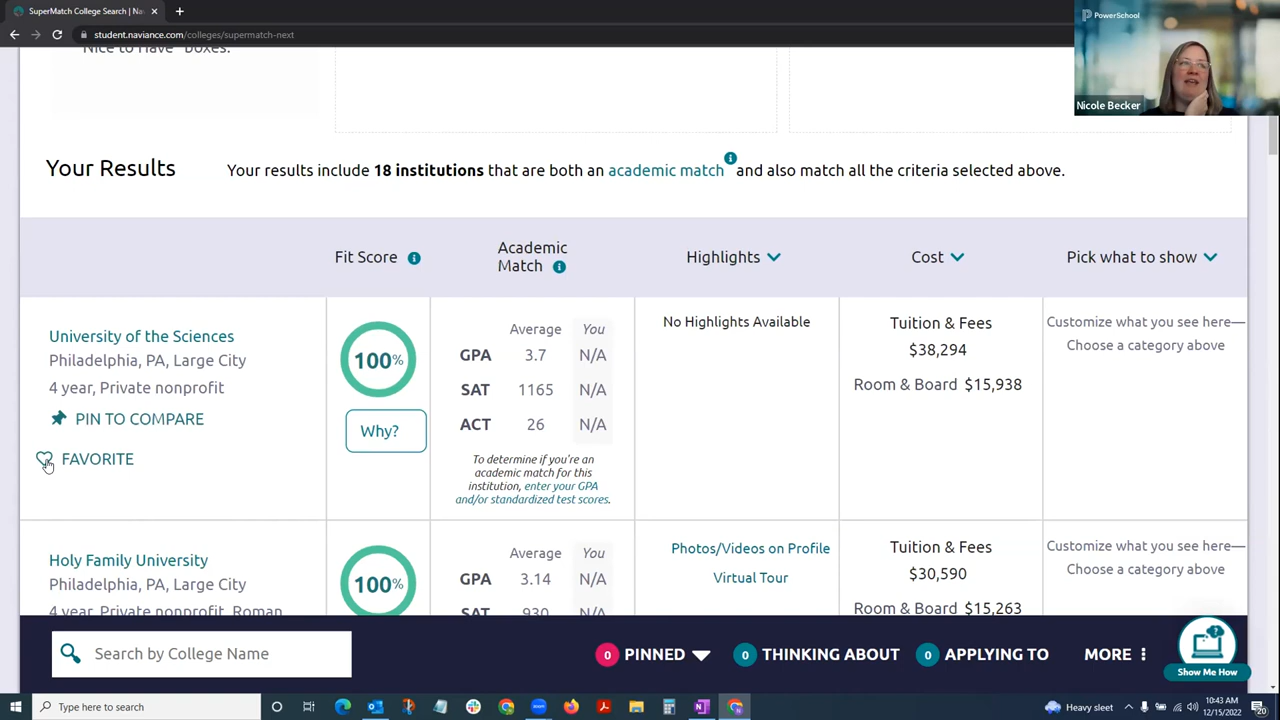 SuperMatch College Search | Nav
student.naviance.com/colleges/supermatch-next
PowerSchool
Nicole Becker
"Nice to Have" boxes.
Your Results
Your results include 18 institutions that are both an academic match and also match all the criteria selected above.
Fit Score
Academic
Match
Highlights
Cost
Pick what to show
University of the Sciences
Philadelphia, PA, Large City
4 year, Private nonprofit
PIN TO COMPARE
FAVORITE
100%
Why?
Average You
GPA 3.7 N/A
SAT 1165 N/A
ACT 26 N/A
To determine if you're an
academic match for this
institution, enter your GPA
and/or standardized test scores.
No Highlights Available
Tuition & Fees
$38,294
Room & Board $15,938
Customize what you see here—
Choose a category above
Holy Family University
Philadelphia, PA, Large City
4 year, Private nonprofit, Roman
100%
Average You
GPA 3.14 N/A
SAT 930 N/A
Photos/Videos on Profile
Virtual Tour
Tuition & Fees
$30,590
Room & Board $15,263
Customize what you see here—
Choose a category above
Search by College Name
0 PINNED
0 THINKING ABOUT
0 APPLYING TO
MORE
Show Me How
Type here to search
Heavy sleet
10:43 AM
12/15/2022
20